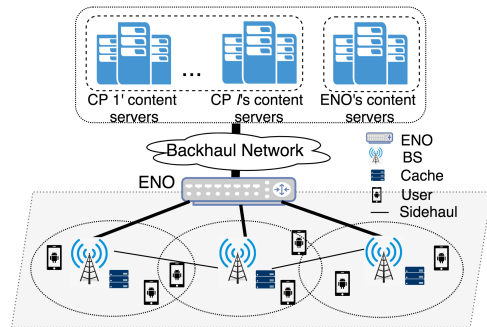 ...
CP 1' content servers
CP I's content servers
ENO's content servers
Backhaul Network
ENO
ENO
BS
Cache
User
Sidehaul